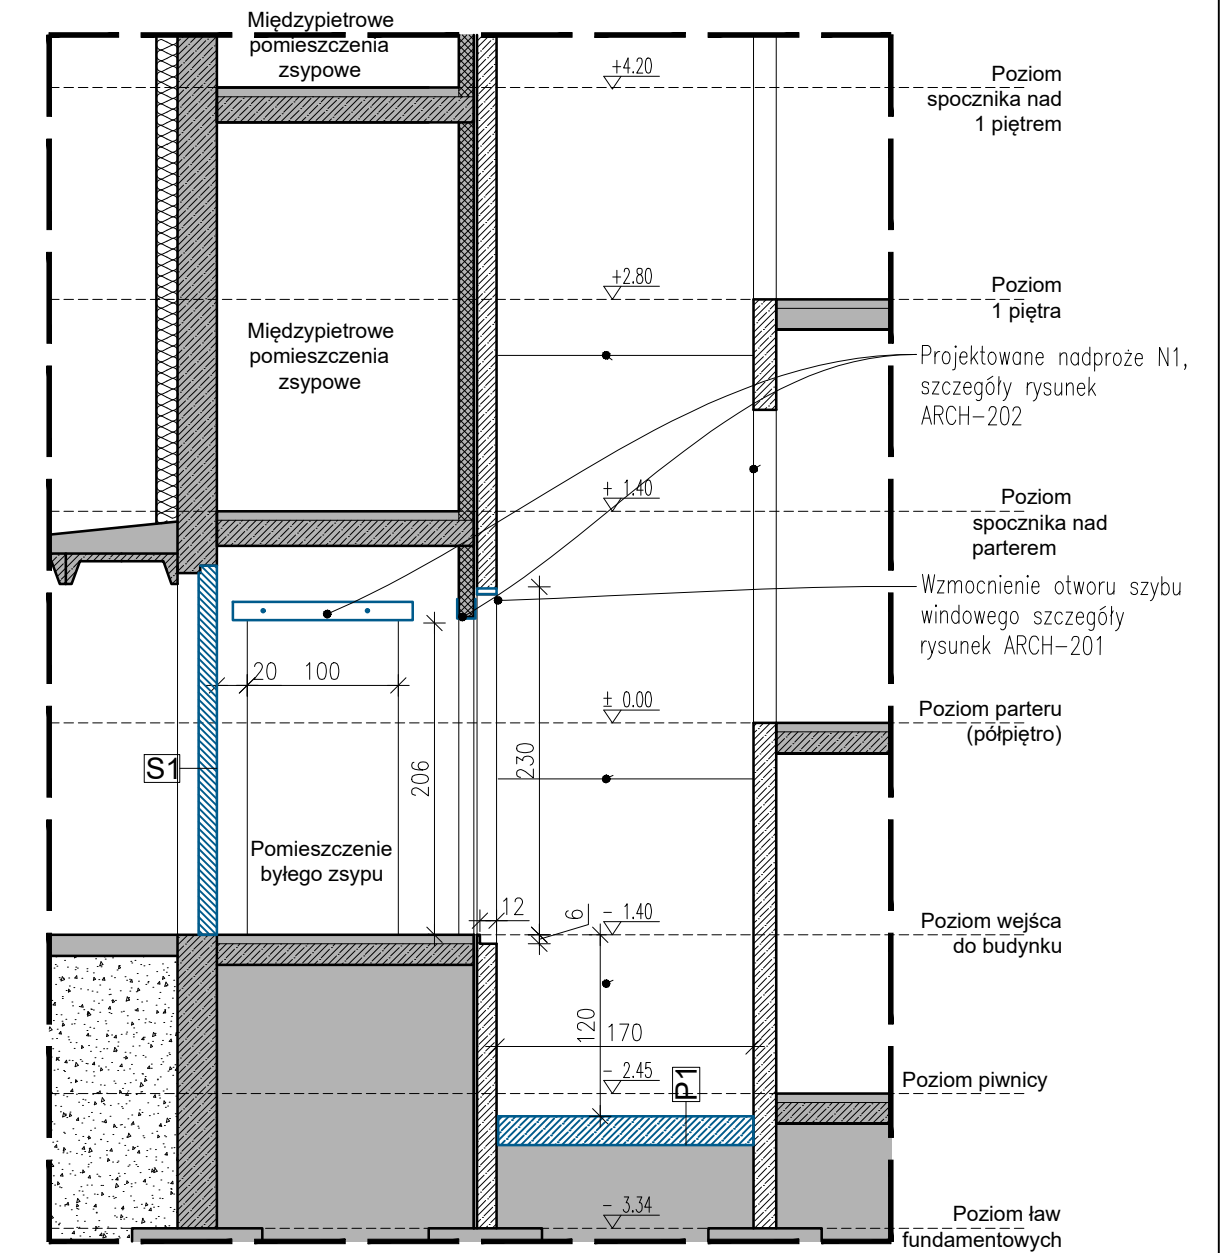 Międzypietrowe
pomieszczenia
zsypowe
+4.20
Poziom
spocznika nad
1 piętrem
+2.80
Poziom
1 piętra
Międzypietrowe
pomieszczenia
zsypowe
Projektowane nadproże N1,
szczegóły rysunek
ARCH-202
+ 1.40
Poziom
spocznika nad
parterem
Wzmocnienie otworu szybu
windowego szczegóły
rysunek ARCH-201
20 100
± 0.00
Poziom parteru
(półpiętro)
S1
206
230
Pomieszczenie
byłego zsypu
12
6
- 1.40
Poziom wejśca
do budynku
120
170
- 2.45
P1
Poziom piwnicy
- 3.34
Poziom ław
fundamentowych